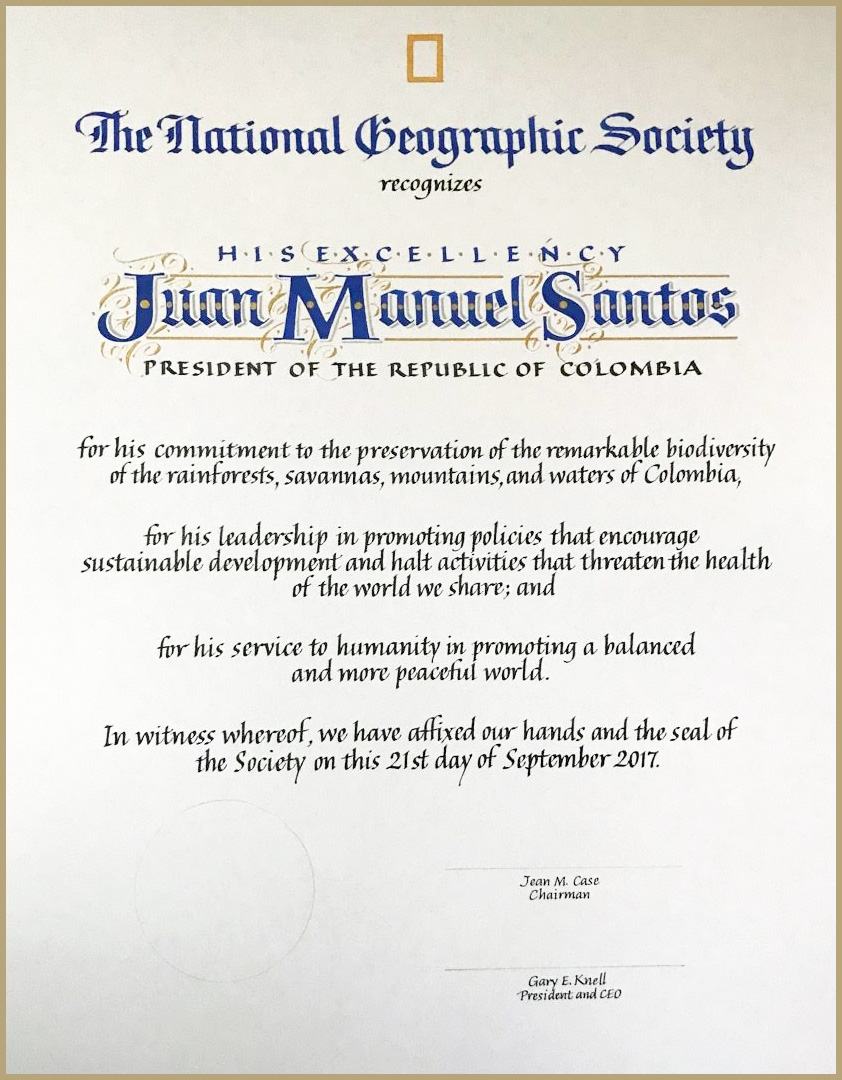 The National Geographic Society
recognizes
H·I·S E·X·C·E·L·L·E·N·C·Y
Juan Manuel Santos
PRESIDENT OF THE REPUBLIC OF COLOMBIA
for his commitment to the preservation of the remarkable biodiversity
of the rainforests, savannas, mountains, and waters of Colombia,
for his leadership in promoting policies that encourage
sustainable development and halt activities that threaten the health
of the world we share; and
for his service to humanity in promoting a balanced
and more peaceful world.
In witness whereof, we have affixed our hands and the seal of
the Society on this 21st day of September 2017.
Jean M. Case
Chairman
Gary E. Knell
President and CEO